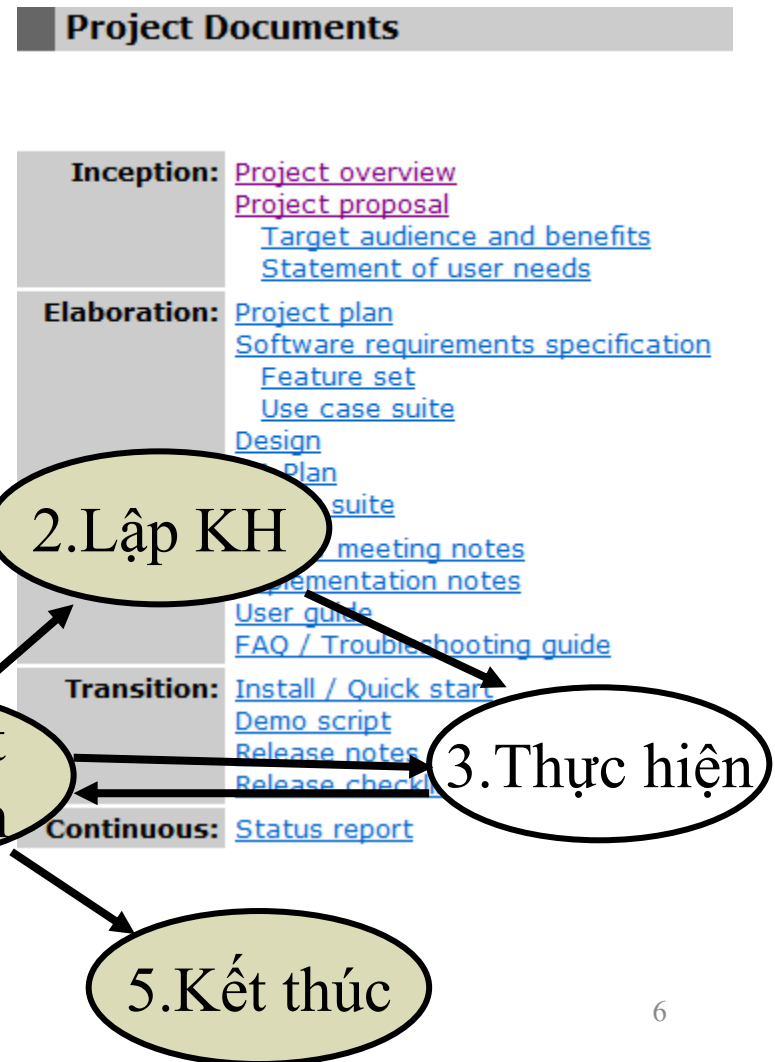 Project Documents
Inception: Project overview
Project proposal
Target audience and benefits
Statement of user needs
Elaboration: Project plan
Software requirements specification
Feature set
Use case suite
Design
Plan
suite
2.Lập KH
meeting notes
User guide
FAQ / Troubleshooting guide
Transition: Install / Quick start
Demo script
Release notes
3.Thực hiện
Release
Continuous: Status report
5.Kết thúc
6